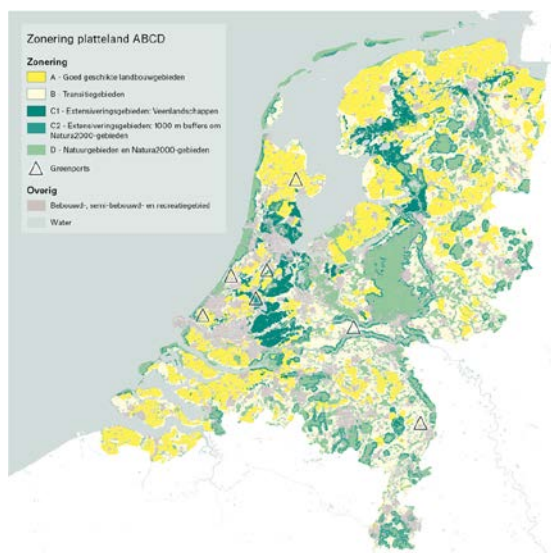 Zonering platteland ABCD
Zonering
A - Goed geschikte landbouwgebieden
B - Transitiegebieden
C1 - Extensiveringsgebieden: Veenlandschappen
C2 - Extensiveringsgebieden: 1000 m buffers om
Natura2000-gebieden
D - Natuurgebieden en Natura2000-gebieden
Greenports
Overig
Bebouwd-, semi-bebouwd- en recreatiegebied
Water